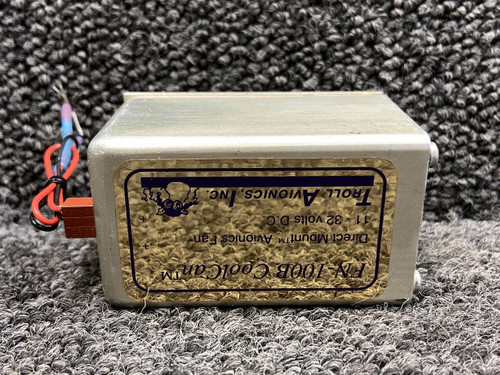 FN-100B CoolCan™
Direct Mount™ Avionics Fan
11 - 32 volts D.C.
TROLL AVIONICS, INC.